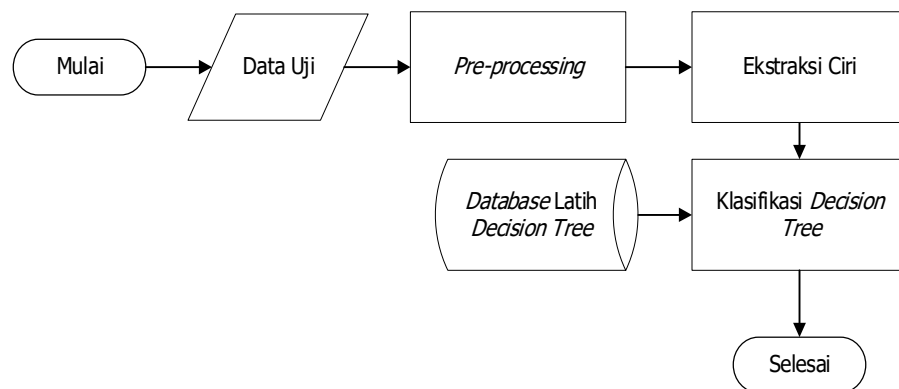 Mulai
Data Uji
Pre-processing
Ekstraksi Ciri
Database Latih
Decision Tree
Klasifikasi Decision
Tree
Selesai